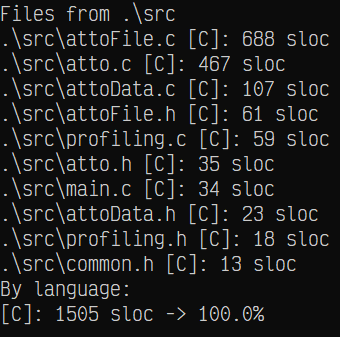 Files from .\src
.\src\attoFile.c [C]: 688 sloc
.\src\atto.c [C]: 467 sloc
.\src\attoData.c [C]: 107 sloc
.\src\attoFile.h [C]: 61 sloc
.\src\profiling.c [C]: 59 sloc
.\src\atto.h [C]: 35 sloc
.\src\main.c [C]: 34 sloc
.\src\attoData.h [C]: 23 sloc
.\src\profiling.h [C]: 18 sloc
.\src\common.h [C]: 13 sloc
By language:
[C]: 1505 sloc -> 100.0%